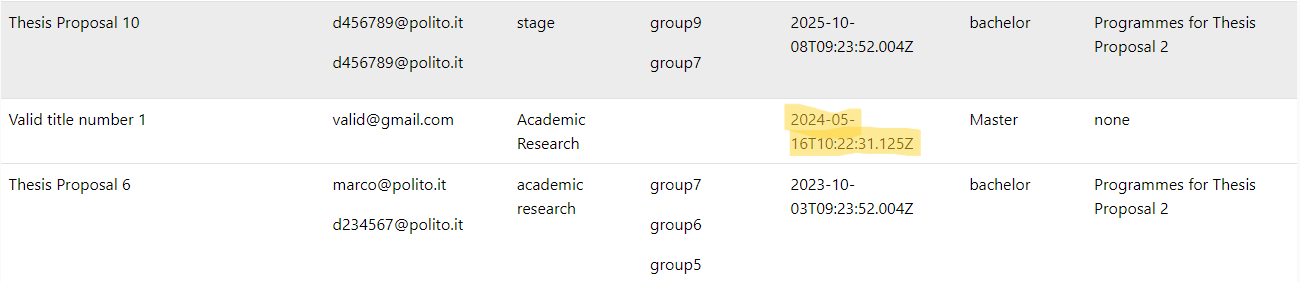 Thesis Proposal 10
d456789@polito.it
d456789@polito.it
stage
group9
group7
2025-10-
08T09:23:52.004Z
bachelor
Programmes for Thesis
Proposal 2
Valid title number 1
valid@gmail.com
Academic
Research
2024-05-
16T10:22:31.125Z
Master
none
Thesis Proposal 6
marco@polito.it
d234567@polito.it
academic
research
group7
group6
group5
2023-10-
03T09:23:52.004Z
bachelor
Programmes for Thesis
Proposal 2